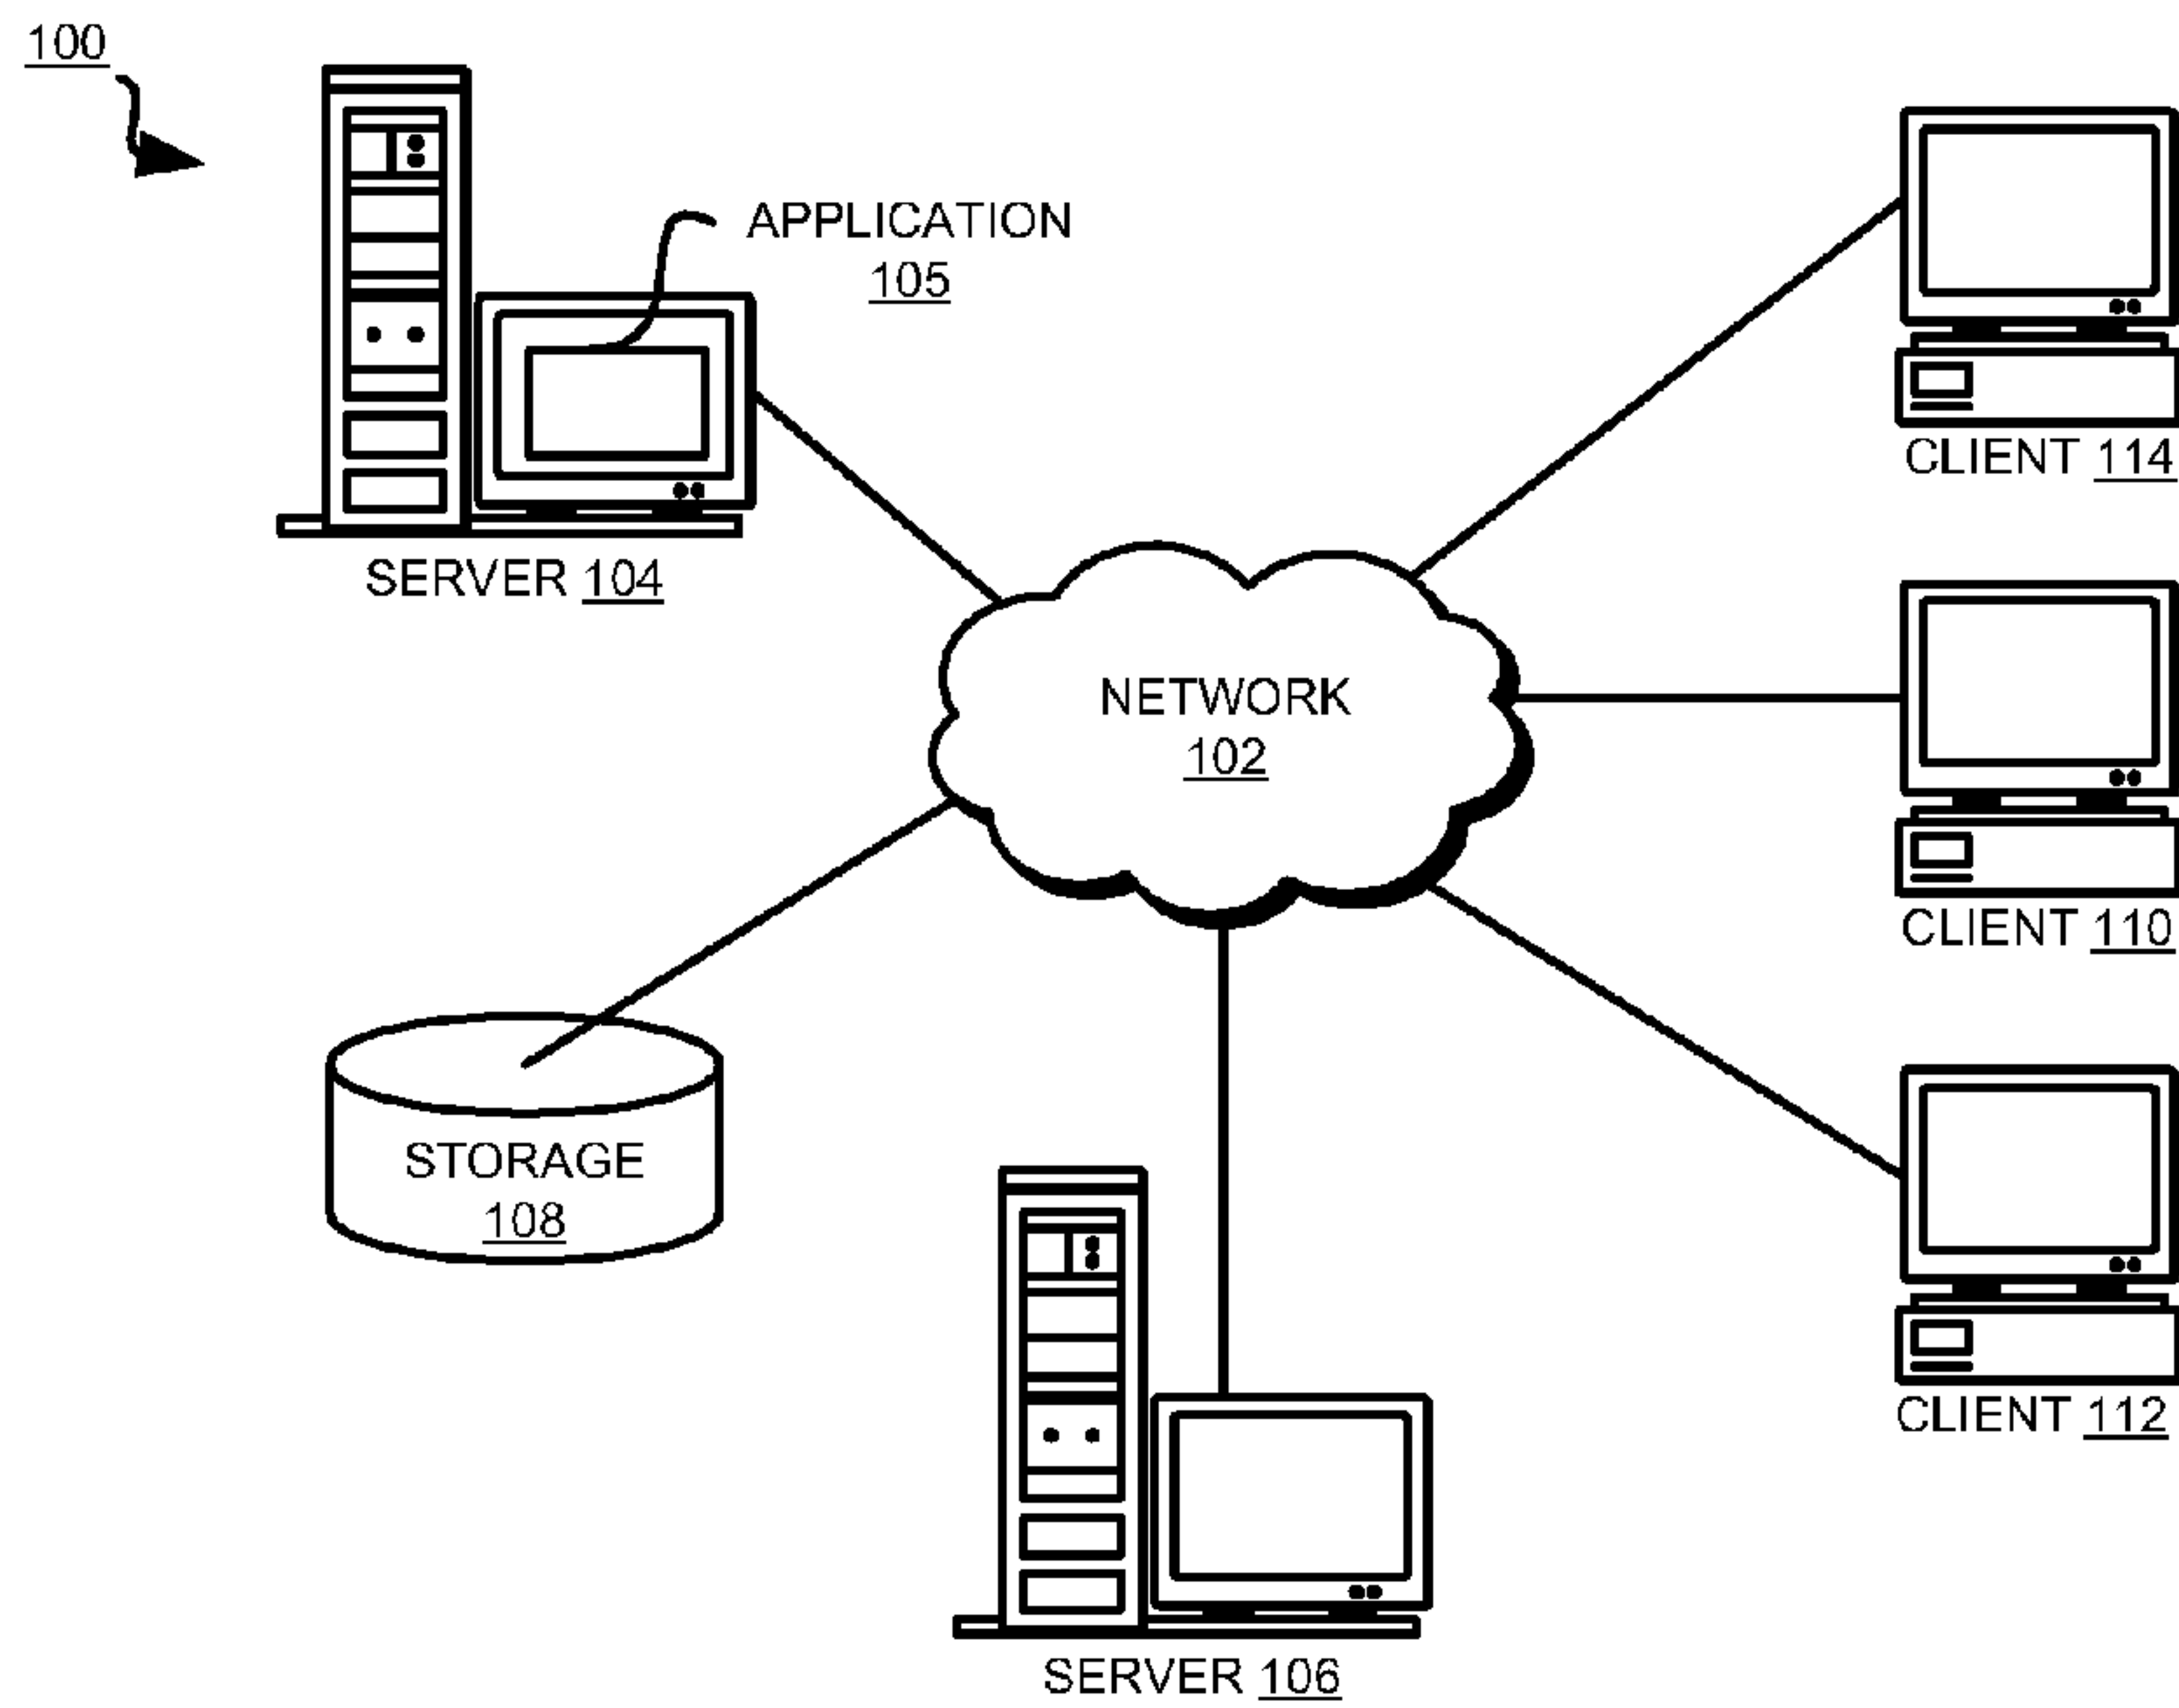 100
APPLICATION
105
CLIENT 114
SERVER 104
NETWORK
102
CLIENT 110
STORAGE
108
CLIENT 112
SERVER 106